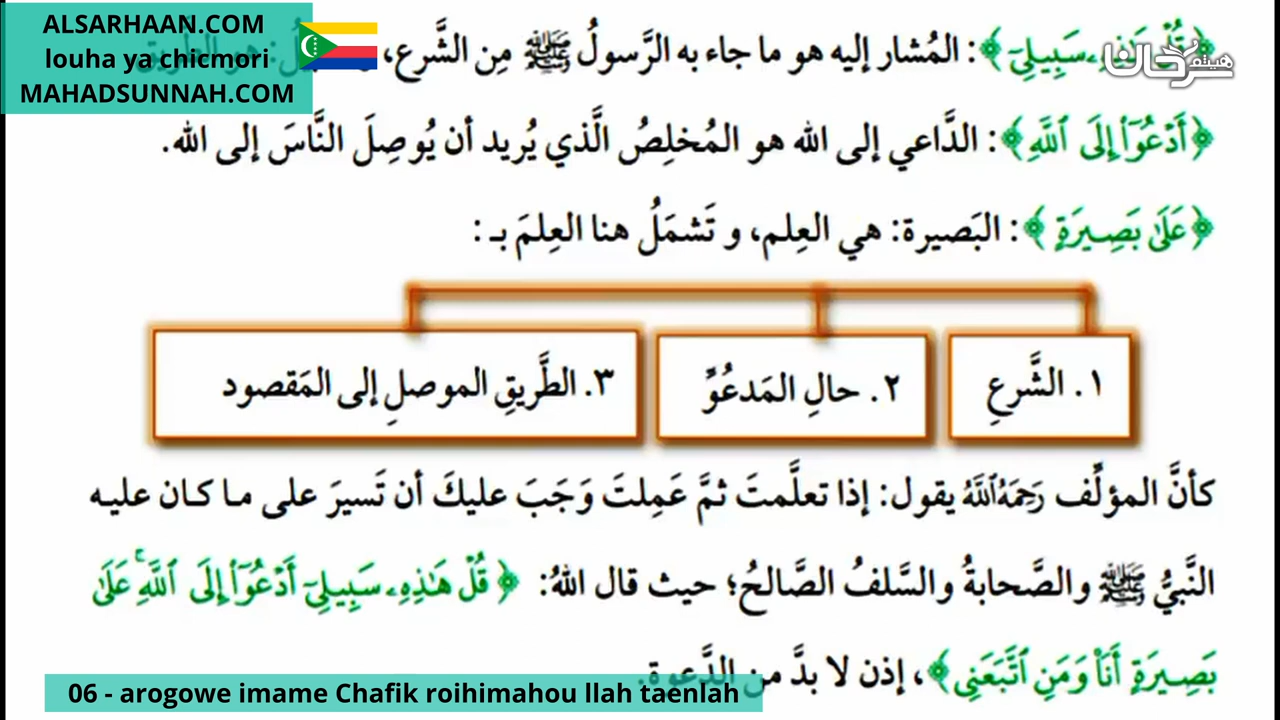 ALSARHAAN.COM
louha ya chicmori
MAHADSUNNAH.COM
هيثم سرحان
﴿قُلْ هَٰذِهِۦ سَبِيلِىٓ﴾: المُشار إليه هو ما جاء به الرَّسولُ ﷺ مِن الشَّرع،
﴿أَدْعُوٓا۟ إِلَى ٱللَّهِ﴾: الدَّاعي إلى الله هو المُخلِصُ الَّذي يُريد أن يُوصِلَ النَّاسَ إلى الله.
﴿عَلَىٰ بَصِيرَةٍ﴾: البَصيرة: هي العِلم، و تَشمَلُ هنا العِلمَ بـ :
١. الشَّرعِ
٢. حالِ المَدعُوِّ
٣. الطَّريقِ الموصلِ إلى المَقصود
كأنَّ المؤلِّف رَحِمَهُ ٱللَّهُ يقول: إذا تعلَّمتَ ثمَّ عَمِلتَ وَجَبَ عليكَ أن تَسيرَ على ما كان عليه
النَّبيُّ ﷺ والصَّحابةُ والسَّلفُ الصَّالحُ؛ حيث قال اللهُ: ﴿قُلْ هَٰذِهِۦ سَبِيلِىٓ أَدْعُوٓا۟ إِلَى ٱللَّهِ ۚ عَلَىٰ
بَصِيرَةٍ أَنَا۠ وَمَنِ ٱتَّبَعَنِى﴾، إذن لا بدَّ من الدَّعوة.
06 - arogowe imame Chafik roihimahou llah taenlah